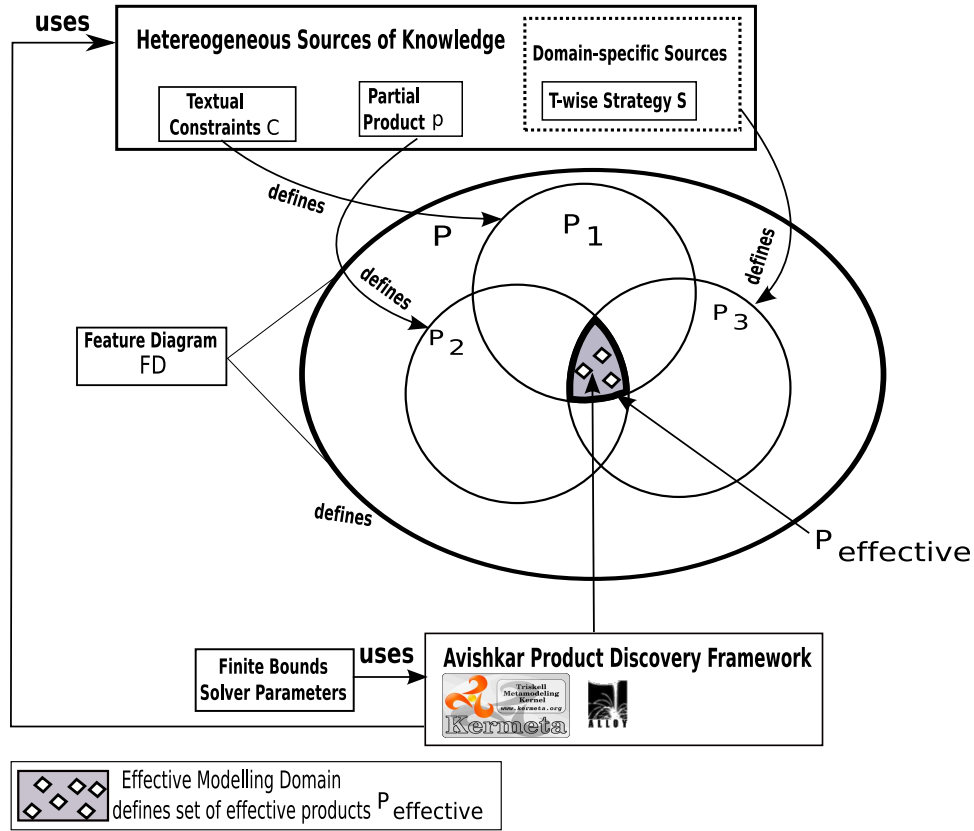 uses
Hetereogeneous Sources of Knowledge
Domain-specific Sources
Textual
Constraints C
Partial
Product p
T-wise Strategy S
defines
P
P1
defines
defines
P2
P3
Feature Diagram
FD
defines
Peffective
uses
Finite Bounds
Solver Parameters
Avishkar Product Discovery Framework
Triskell
Metamodeling
Kernel
www.kermeta.org
Kermeta
ALLOY
Effective Modelling Domain
defines set of effective products Peffective